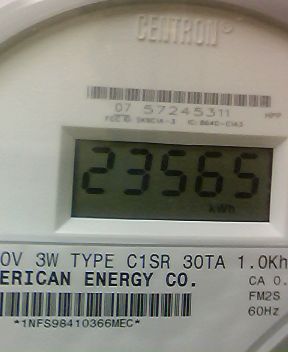 CENTRON®
07 57245311
23565
kWh
0V 3W TYPE C1SR 30TA 1.0Kh
ERICAN ENERGY CO.
CA 0.
FM2S
60Hz
*1NFS98410366MEC*